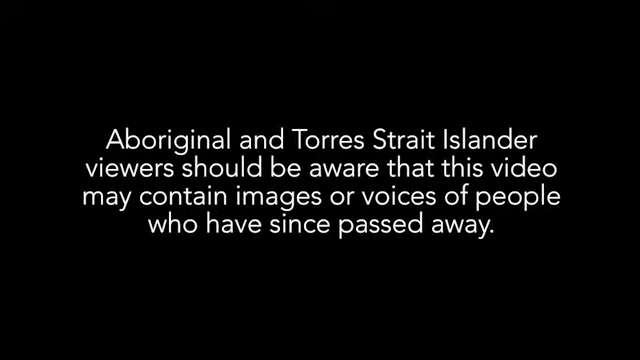 Aboriginal and Torres Strait Islander
viewers should be aware that this video
may contain images or voices of people
who have since passed away.